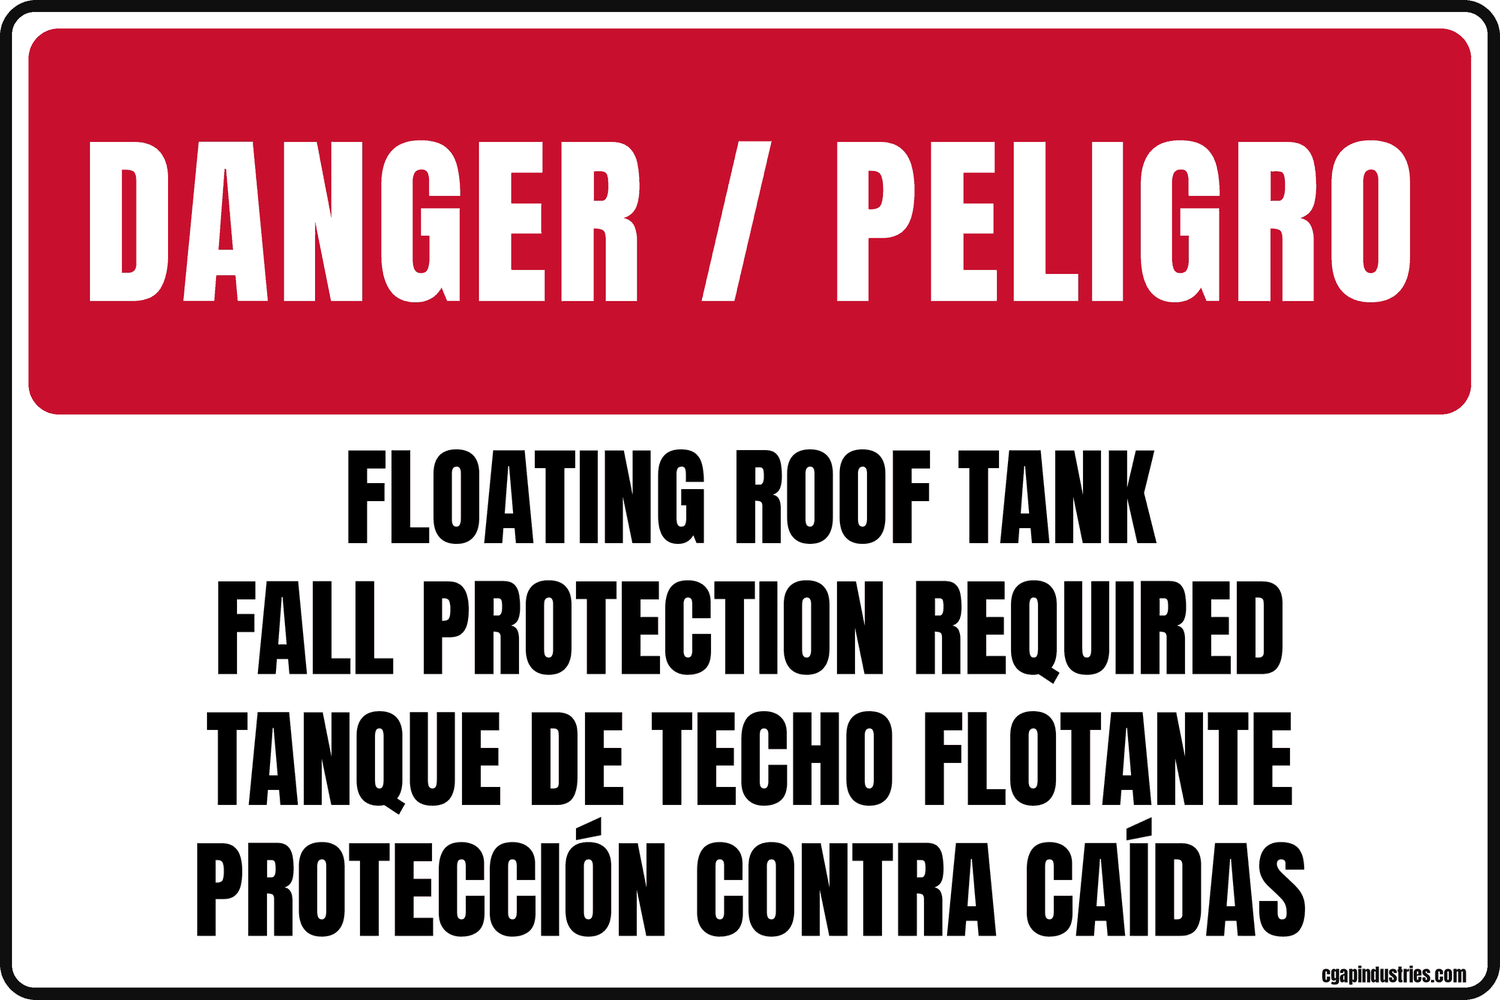 DANGER / PELIGRO
FLOATING ROOF TANK
FALL PROTECTION REQUIRED
TANQUE DE TECHO FLOTANTE
PROTECCIÓN CONTRA CAÍDAS
cgapindustries.com